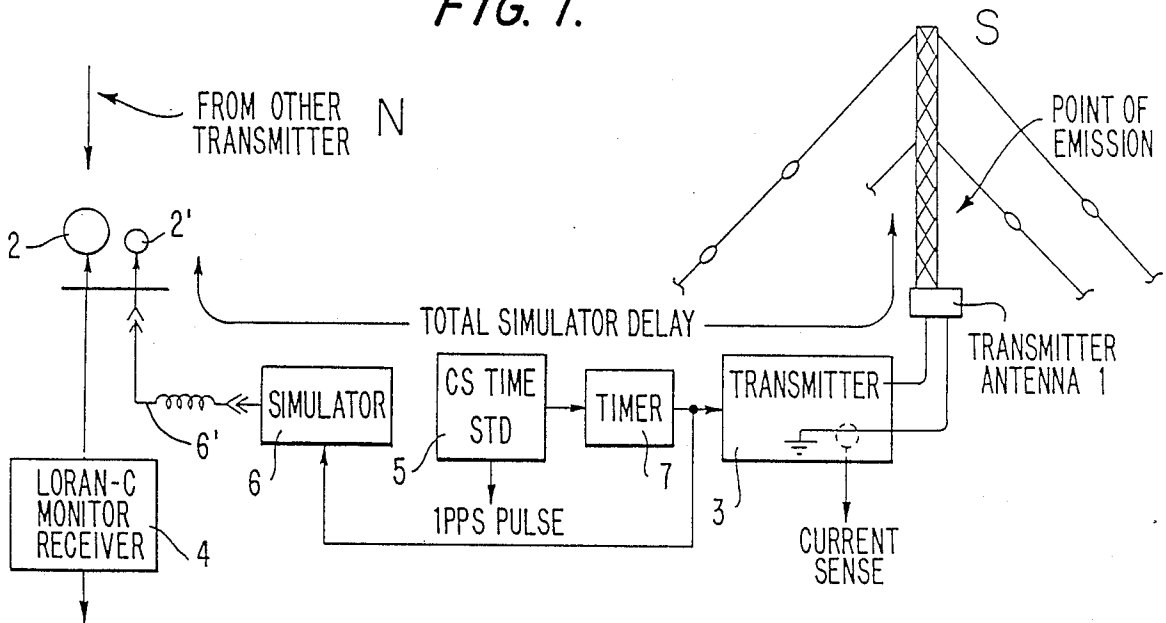 FIG. 1.
S
FROM OTHER
TRANSMITTER
N
POINT OF
EMISSION
2
2'
TOTAL SIMULATOR DELAY
TRANSMITTER
ANTENNA 1
SIMULATOR
CS TIME
STD
TIMER
TRANSMITTER
6'
6
5
7
3
LORAN-C
MONITOR
RECEIVER
4
1PPS PULSE
CURRENT
SENSE